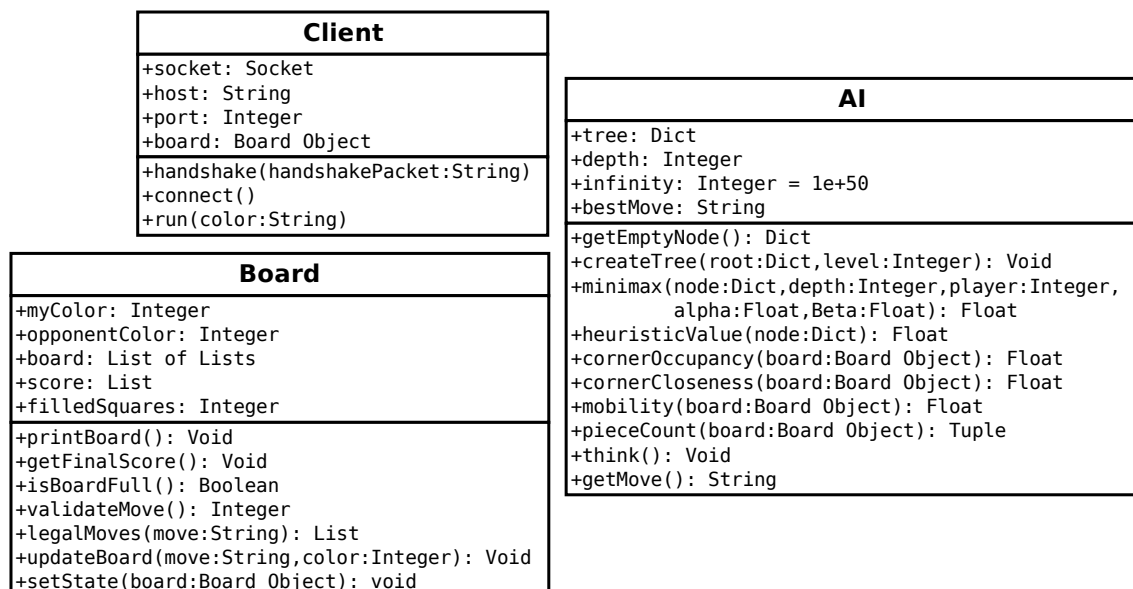 Client
+socket: Socket
+host: String
+port: Integer
+board: Board Object
+handshake(handshakePacket:String)
+connect()
+run(color:String)
Board
+myColor: Integer
+opponentColor: Integer
+board: List of Lists
+score: List
+filledSquares: Integer
+printBoard(): Void
+getFinalScore(): Void
+isBoardFull(): Boolean
+validateMove(): Integer
+legalMoves(move:String): List
+updateBoard(move:String,color:Integer): Void
+setState(board:Board Object): void
AI
+tree: Dict
+depth: Integer
+infinity: Integer = 1e+50
+bestMove: String
+getEmptyNode(): Dict
+createTree(root:Dict,level:Integer): Void
+minimax(node:Dict,depth:Integer,player:Integer,
alpha:Float,Beta:Float): Float
+heuristicValue(node:Dict): Float
+cornerOccupancy(board:Board Object): Float
+cornerCloseness(board:Board Object): Float
+mobility(board:Board Object): Float
+pieceCount(board:Board Object): Tuple
+think(): Void
+getMove(): String